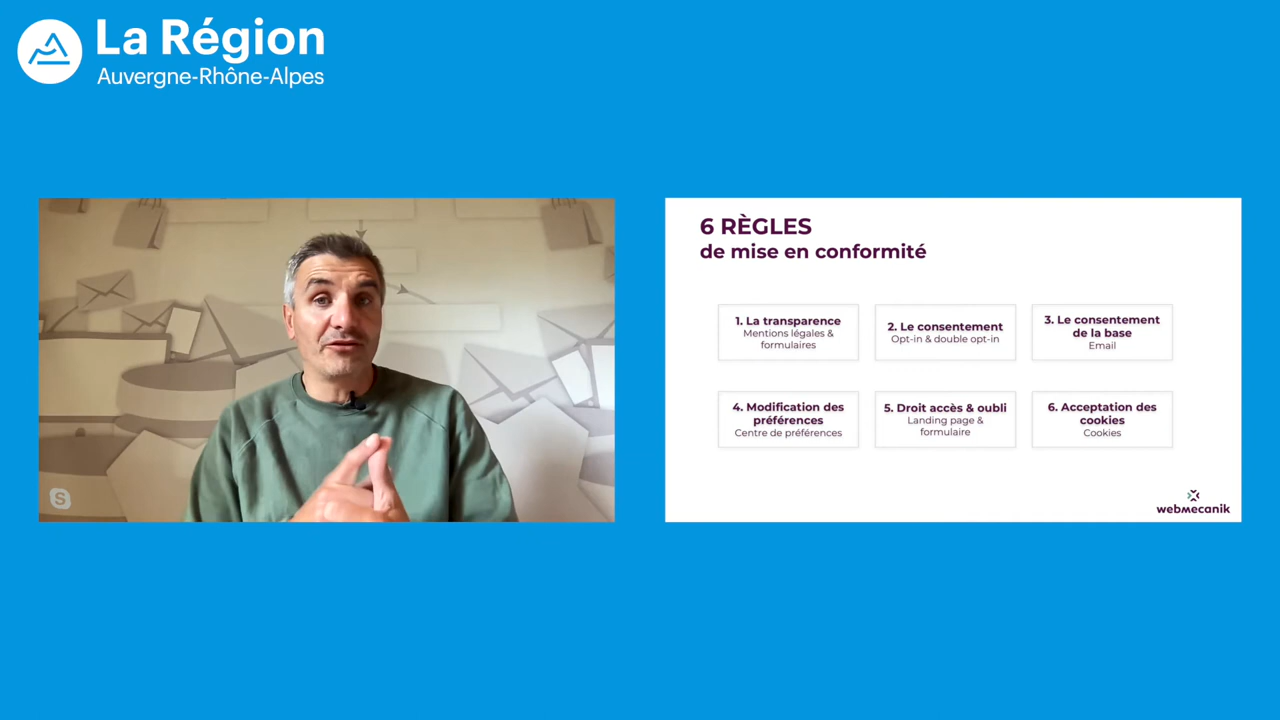 La Région
Auvergne-Rhône-Alpes
6 RÈGLES
de mise en conformité
1. La transparence
Mentions légales &
formulaires
2. Le consentement
Opt-in & double opt-in
3. Le consentement
de la base
Email
4. Modification des
préférences
Centre de préférences
5. Droit accès & oubli
Landing page &
formulaire
6. Acceptation des
cookies
Cookies
webmecanik
S